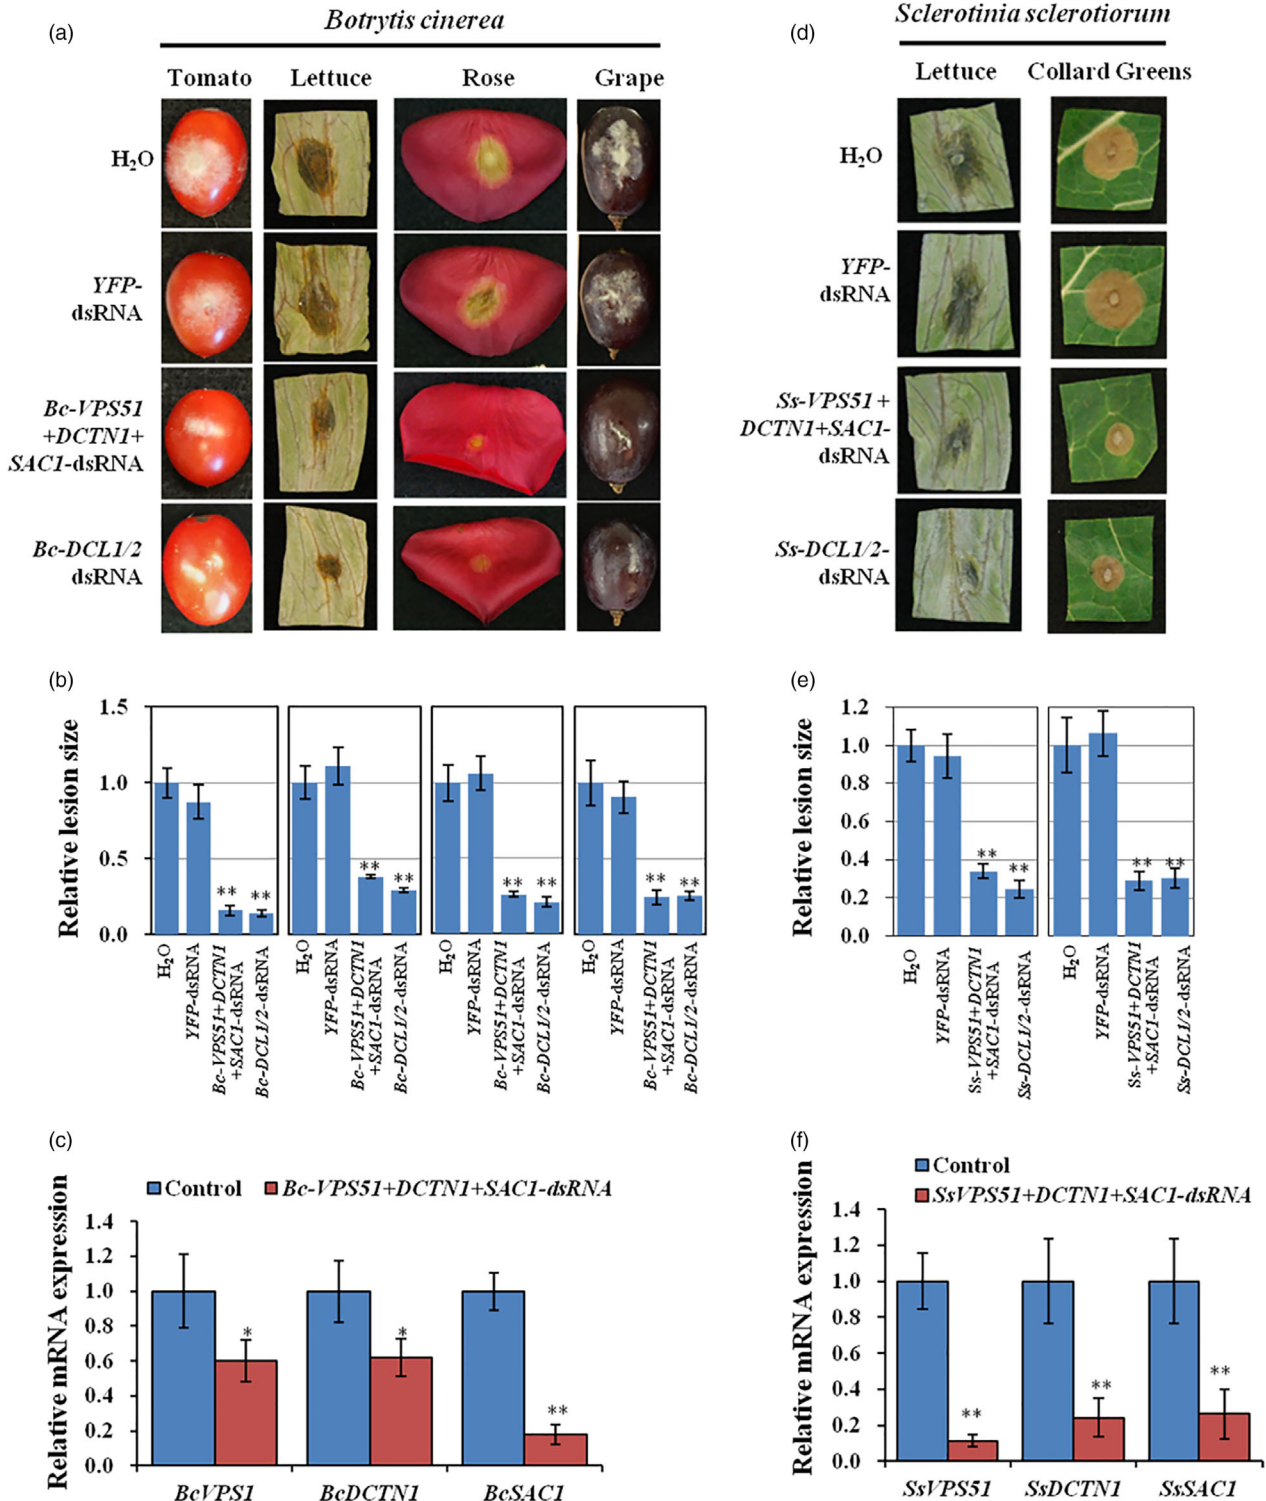 (a)
Botrytis cinerea
Tomato Lettuce Rose Grape
H₂O
YFP-
dsRNA
Bc-VPS51
+DCTN1+
SAC1-dsRNA
Bc-DCL1/2-
dsRNA
(d)
Sclerotinia sclerotiorum
Lettuce Collard Greens
H₂O
YFP-
dsRNA
Ss-VPS51+
DCTN1+SAC1-
dsRNA
Ss-DCL1/2-
dsRNA
(b)
Relative lesion size
1.5
1.0
0.5
0.0
** **
** **
** **
** **
H₂O
YFP-dsRNA
Bc-VPS51+DCTN1
+SAC1-dsRNA
Bc-DCL1/2-dsRNA
H₂O
YFP-dsRNA
Bc-VPS51+DCTN1
+SAC1-dsRNA
Bc-DCL1/2-dsRNA
H₂O
YFP-dsRNA
Bc-VPS51+DCTN1
+SAC1-dsRNA
Bc-DCL1/2-dsRNA
H₂O
YFP-dsRNA
Bc-VPS51+DCTN1
+SAC1-dsRNA
Bc-DCL1/2-dsRNA
(e)
Relative lesion size
1.2
1.0
0.8
0.6
0.4
0.2
0.0
** **
** **
H₂O
YFP-dsRNA
Ss-VPS51+DCTN1
+SAC1-dsRNA
Ss-DCL1/2-dsRNA
H₂O
YFP-dsRNA
Ss-VPS51+DCTN1
+SAC1-dsRNA
Ss-DCL1/2-dsRNA
(c)
Control Bc-VPS51+DCTN1+SAC1-dsRNA
Relative mRNA expression
1.4
1.2
1.0
0.8
0.6
0.4
0.2
0.0
* * **
BcVPS1 BcDCTN1 BcSAC1
(f)
Control
SsVPS51+DCTN1+SAC1-dsRNA
Relative mRNA expression
1.4
1.2
1.0
0.8
0.6
0.4
0.2
0.0
** ** **
SsVPS51 SsDCTN1 SsSAC1